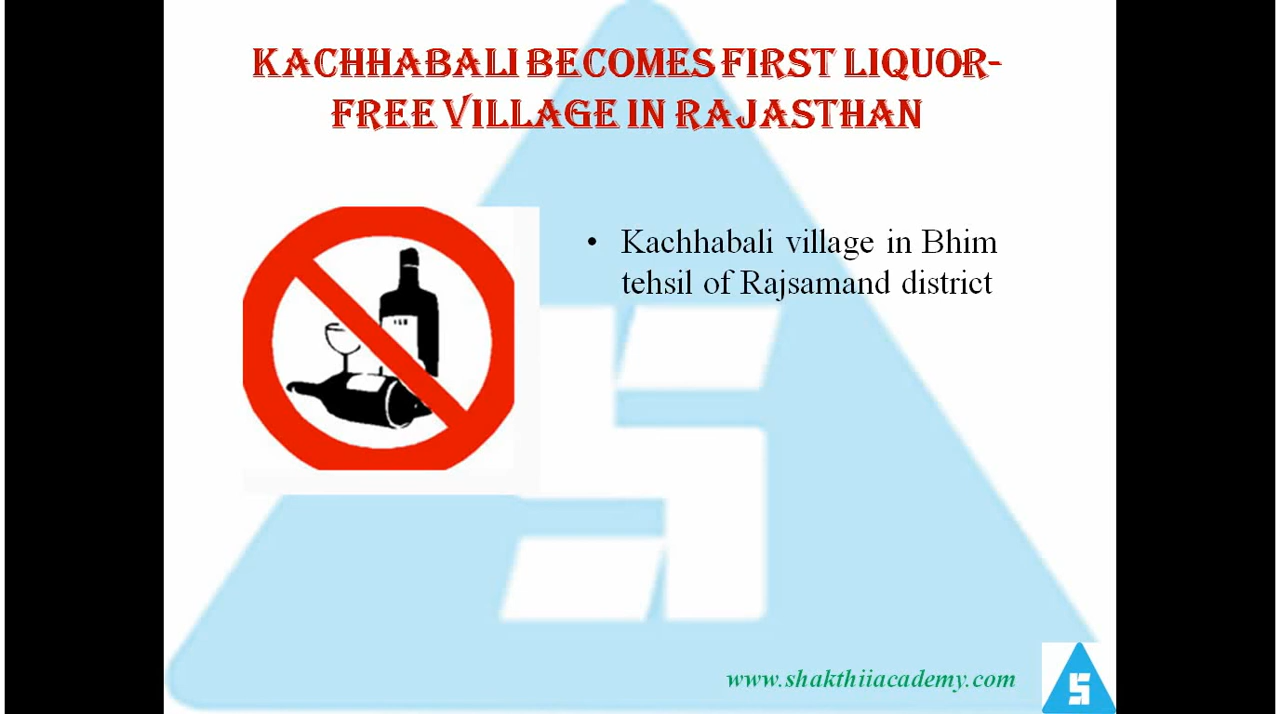 KACHHABALI BECOMES FIRST LIQUOR-
FREE VILLAGE IN RAJASTHAN
• Kachhabali village in Bhim
tehsil of Rajsamand district
www.shakthiiacademy.com